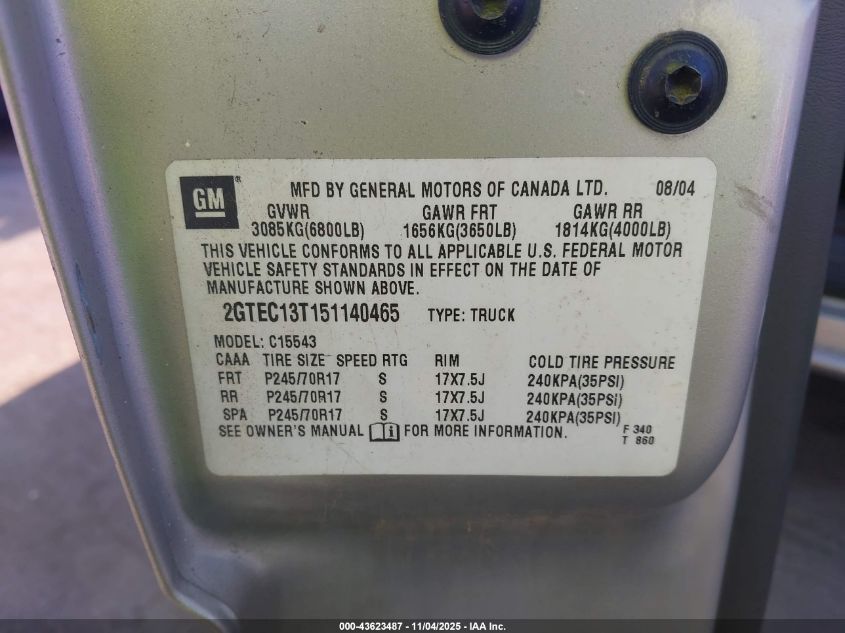 GM ® MFD BY GENERAL MOTORS OF CANADA LTD. 08/04
GVWR GAWR FRT GAWR RR
3085KG(6800LB) 1656KG(3650LB) 1814KG(4000LB)
THIS VEHICLE CONFORMS TO ALL APPLICABLE U.S. FEDERAL MOTOR
VEHICLE SAFETY STANDARDS IN EFFECT ON THE DATE OF
MANUFACTURE SHOWN ABOVE.
2GTEC13T151140465 TYPE: TRUCK
MODEL: C15543
CAAA TIRE SIZE SPEED RTG RIM COLD TIRE PRESSURE
FRT P245/70R17 S 17X7.5J 240KPA(35PSI)
RR P245/70R17 S 17X7.5J 240KPA(35PSI)
SPA P245/70R17 S 17X7.5J 240KPA(35PSI)
SEE OWNER'S MANUAL i FOR MORE INFORMATION. F 340
T 860
000-43623487 - 11/04/2025 - IAA Inc.